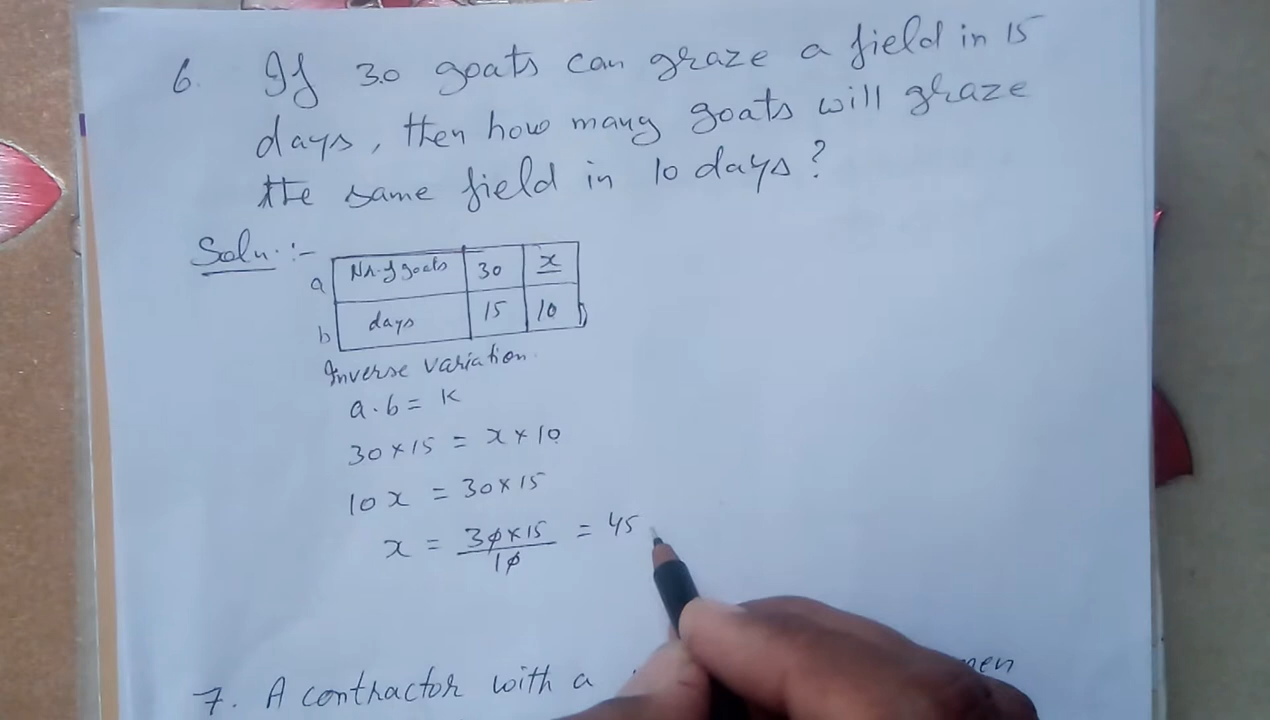 6. If 30 goats can graze a field in 15
days, then how many goats will graze
the same field in 10 days?
Soln. :-
a No. of goats 30 x
b days 15 10
Inverse variation.
a . b = K
30 × 15 = x × 10
10 x = 30 × 15
x = 30 × 15 / 10 = 45
7. A contractor with a men